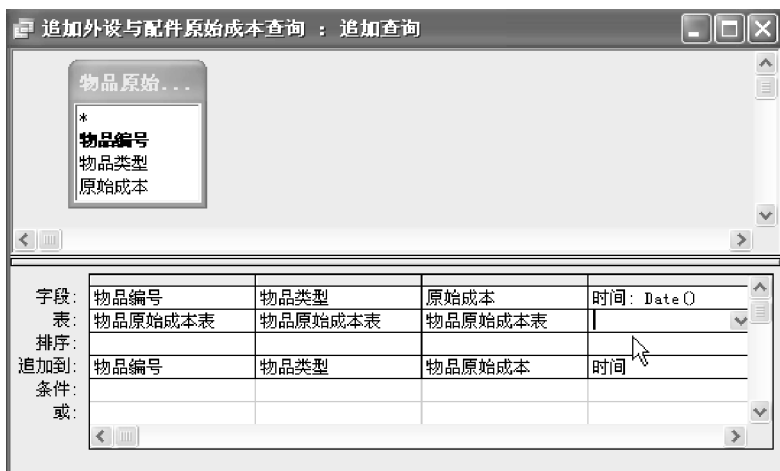 追加外设与配件原始成本查询 : 追加查询
物品原始...
*
物品编号
物品类型
原始成本
字段: 物品编号 物品类型 原始成本 时间: Date()
表: 物品原始成本表 物品原始成本表 物品原始成本表
排序:
追加到: 物品编号 物品类型 物品原始成本 时间
条件:
或: